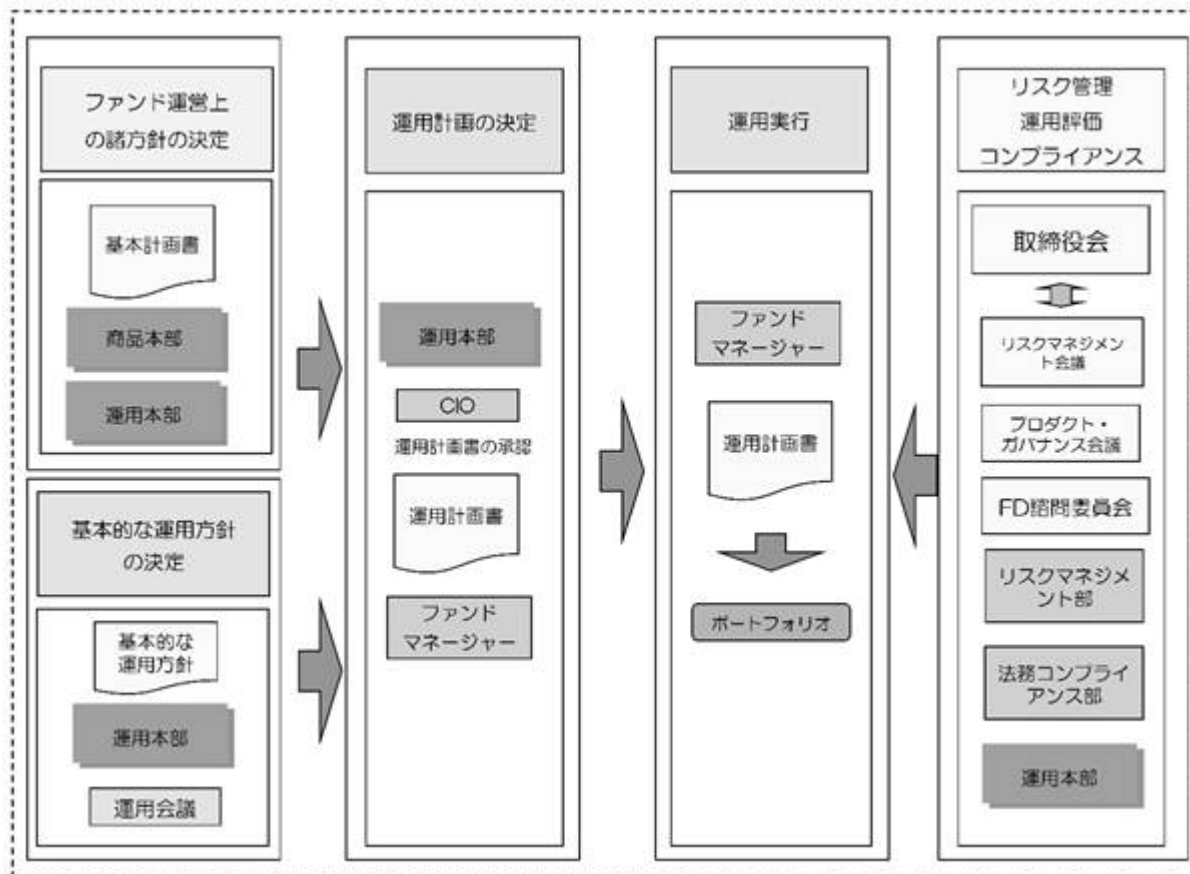 ファンド運営上
の諸方針の決定
基本計画書
商品本部
運用本部
基本的な運用方針
の決定
基本的な
運用方針
運用本部
運用会議
運用計画の決定
運用本部
CIO
運用計画書の承認
運用計画書
ファンド
マネージャー
運用実行
ファンド
マネージャー
運用計画書
ポートフォリオ
リスク管理
運用評価
コンプライアンス
取締役会
リスクマネジメン
ト会議
プロダクト・
ガバナンス会議
FD諮問委員会
リスクマネジメ
ント部
法務コンプライ
アンス部
運用本部